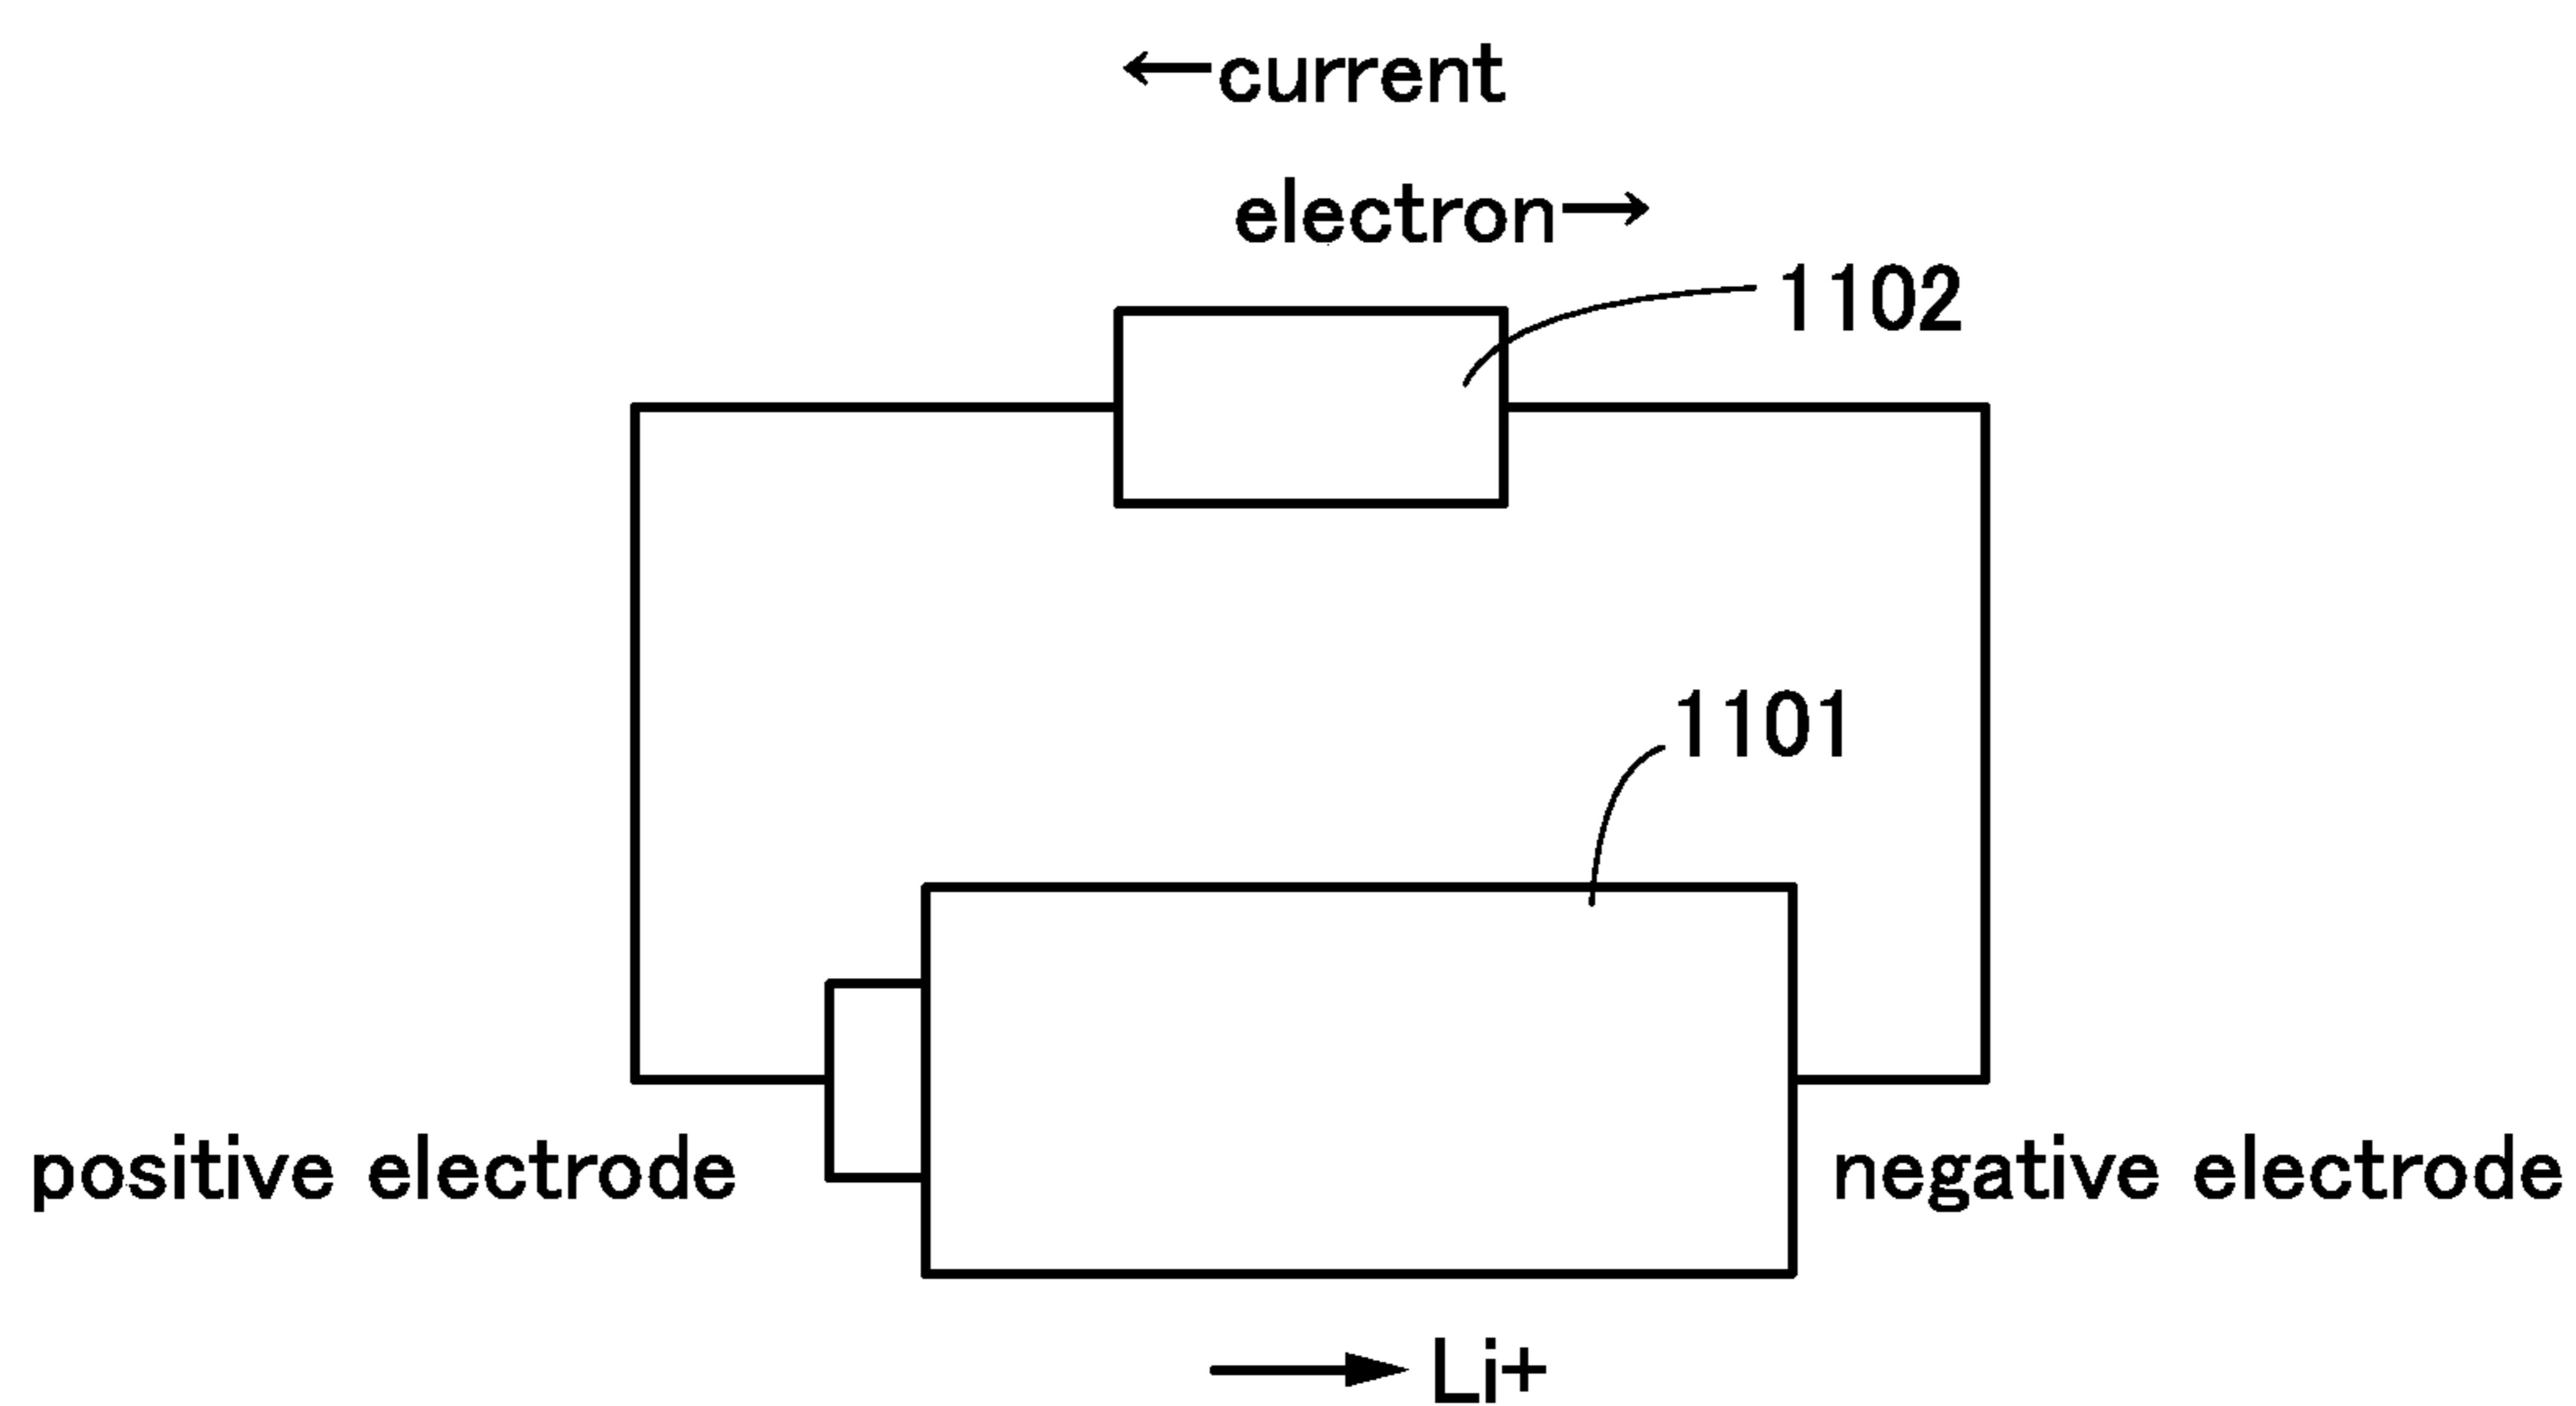 ←current
electron→
1102
1101
positive electrode
negative electrode
→Li+